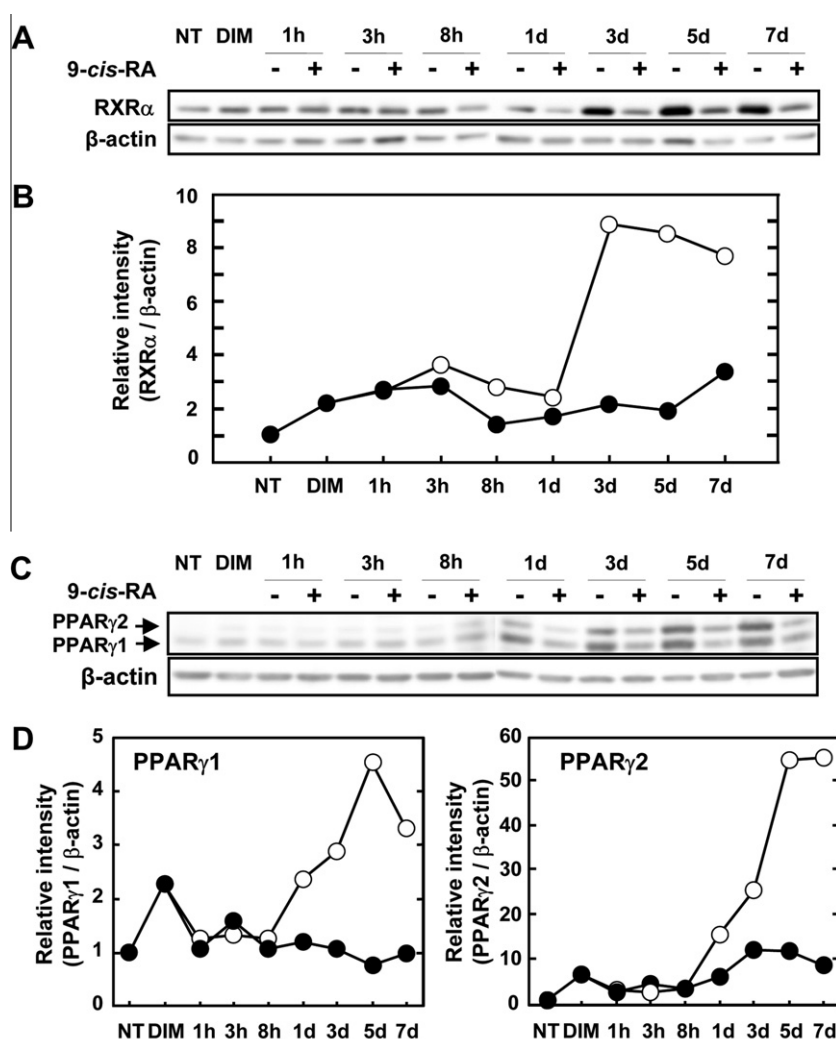 A
NT DIM 1h 3h 8h 1d 3d 5d 7d
9-cis-RA - + - + - + - + - + - + - +
RXRα
β-actin
B
Relative intensity
(RXRα / β-actin)
10
8
6
4
2
0
NT DIM 1h 3h 8h 1d 3d 5d 7d
C
NT DIM 1h 3h 8h 1d 3d 5d 7d
9-cis-RA - + - + - + - + - + - + - +
PPARγ2
PPARγ1
β-actin
D
PPARγ1
Relative intensity
(PPARγ1 / β-actin)
5
4
3
2
1
0
NT DIM 1h 3h 8h 1d 3d 5d 7d
PPARγ2
Relative intensity
(PPARγ2 / β-actin)
60
50
40
30
20
10
0
NT DIM 1h 3h 8h 1d 3d 5d 7d